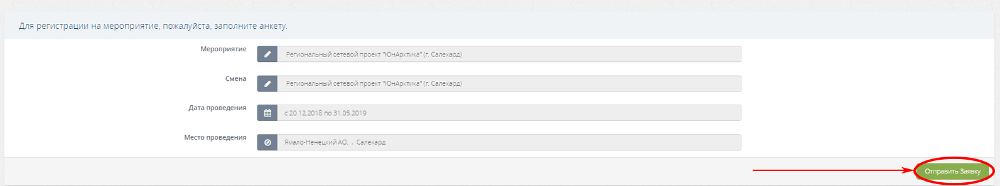 Для регистрации на мероприятие, пожалуйста, заполните анкету.
Мероприятие
Региональный сетевой проект "ЮнАрктика" (г. Салехард)
Смена
Региональный сетевой проект "ЮнАрктика" (г. Салехард)
Дата проведения
с 20.12.2018 по 31.05.2019
Место проведения
Ямало-Ненецкий АО. , Салехард
Отправить Заявку